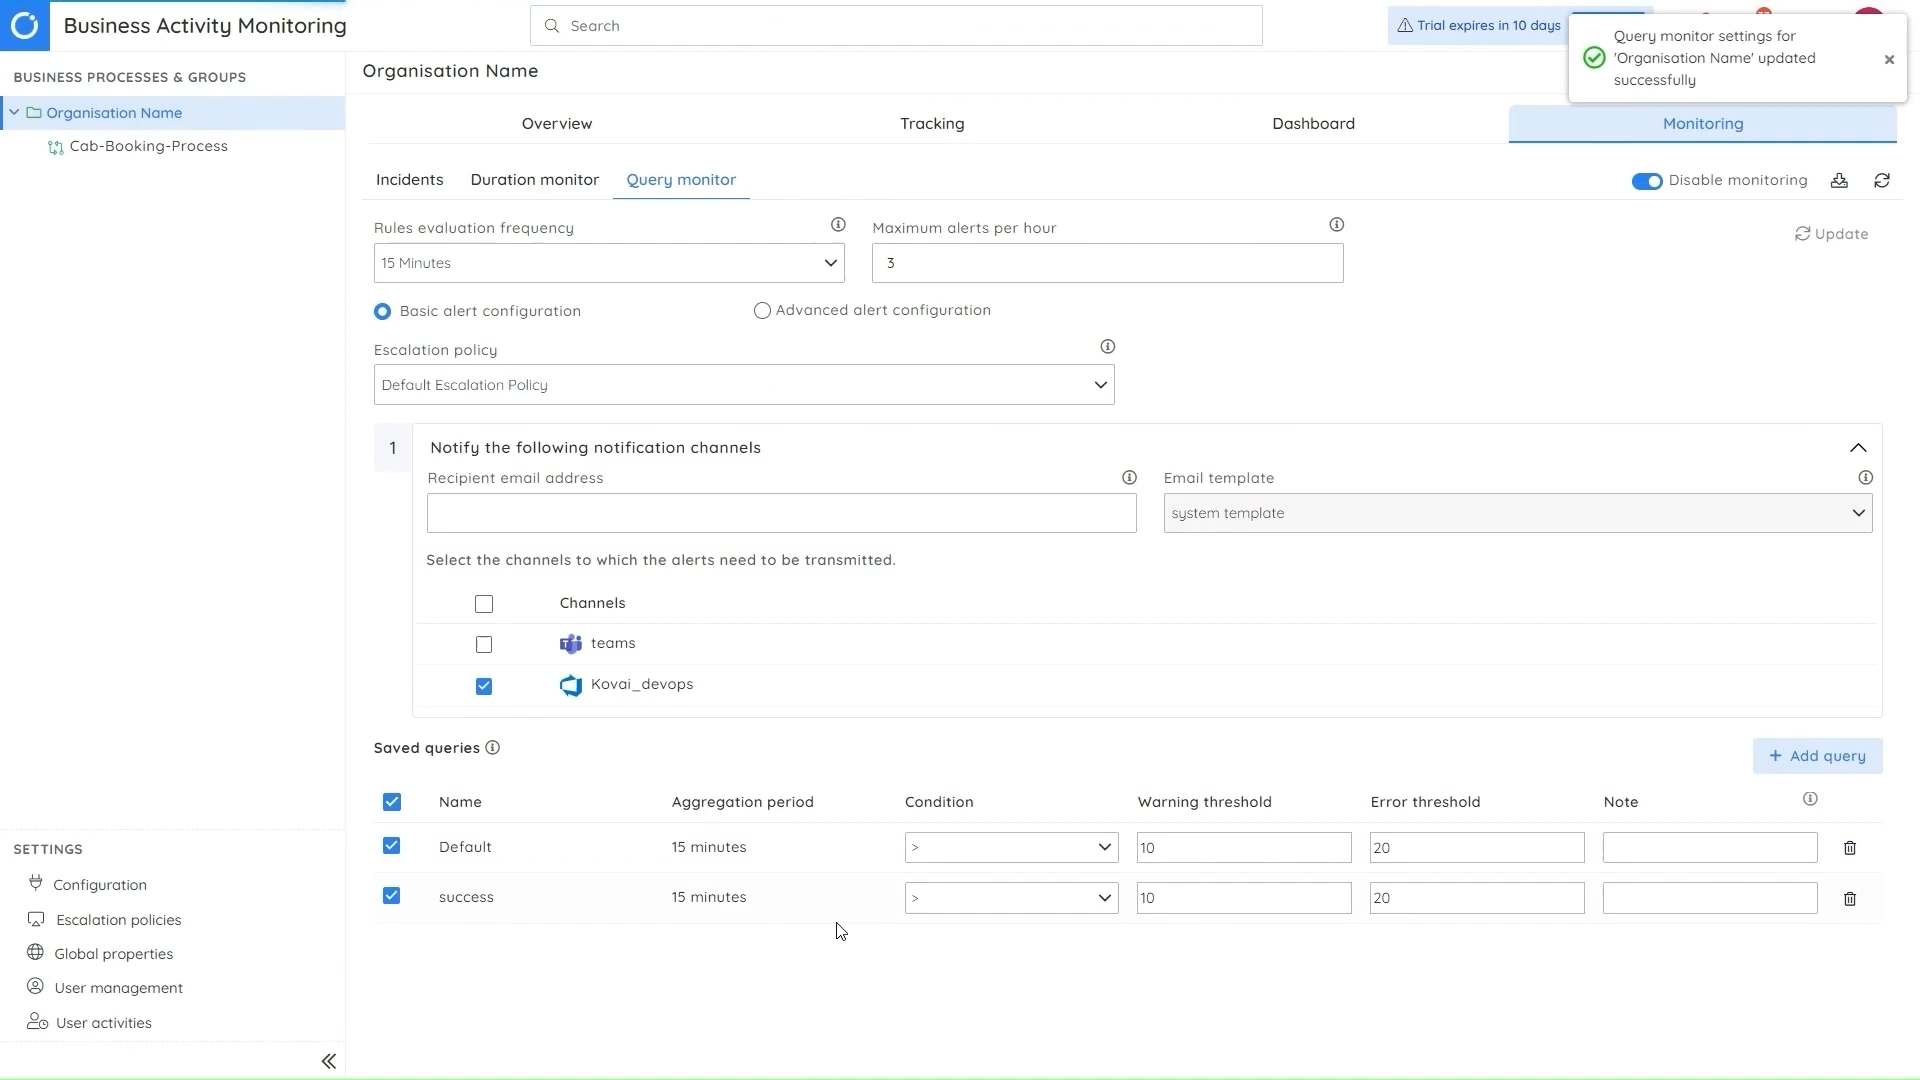 Business Activity Monitoring
Search
Trial expires in 10 days
Query monitor settings for
'Organisation Name' updated
successfully
BUSINESS PROCESSES & GROUPS
Organisation Name
Cab-Booking-Process
Organisation Name
Overview
Tracking
Dashboard
Monitoring
Incidents
Duration monitor
Query monitor
Disable monitoring
Rules evaluation frequency
Maximum alerts per hour
Update
15 Minutes
3
Basic alert configuration
Advanced alert configuration
Escalation policy
Default Escalation Policy
1
Notify the following notification channels
Recipient email address
Email template
system template
Select the channels to which the alerts need to be transmitted.
Channels
teams
Kovai_devops
Saved queries
+ Add query
Name
Aggregation period
Condition
Warning threshold
Error threshold
Note
Default
15 minutes
>
10
20
success
15 minutes
>
10
20
SETTINGS
Configuration
Escalation policies
Global properties
User management
User activities